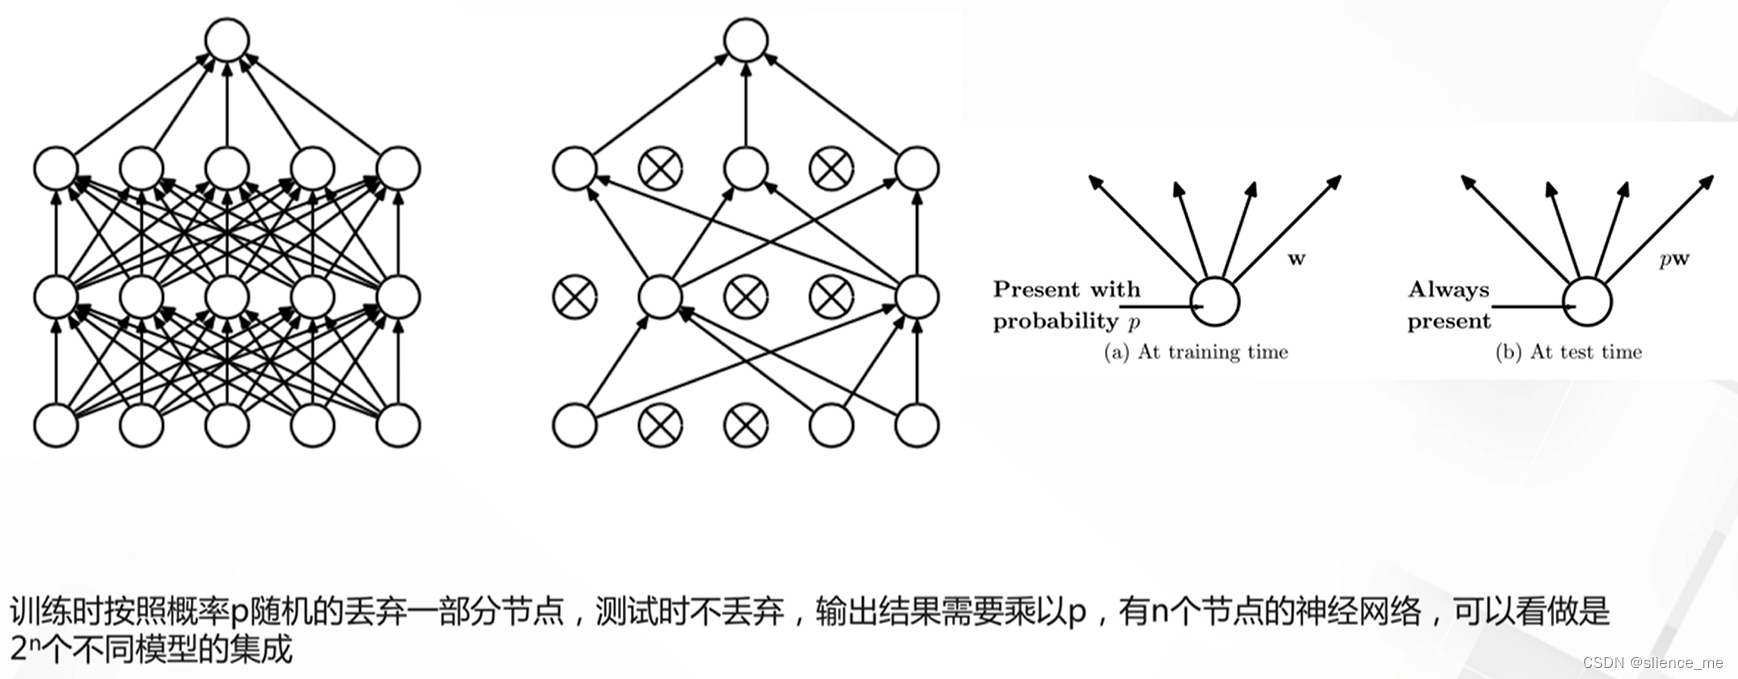 w
pw
Present with
probability p
Always
present
(a) At training time
(b) At test time
训练时按照概率p随机的丢弃一部分节点，测试时不丢弃，输出结果需要乘以p，有n个节点的神经网络，可以看做是
2ⁿ个不同模型的集成
CSDN @slience_me